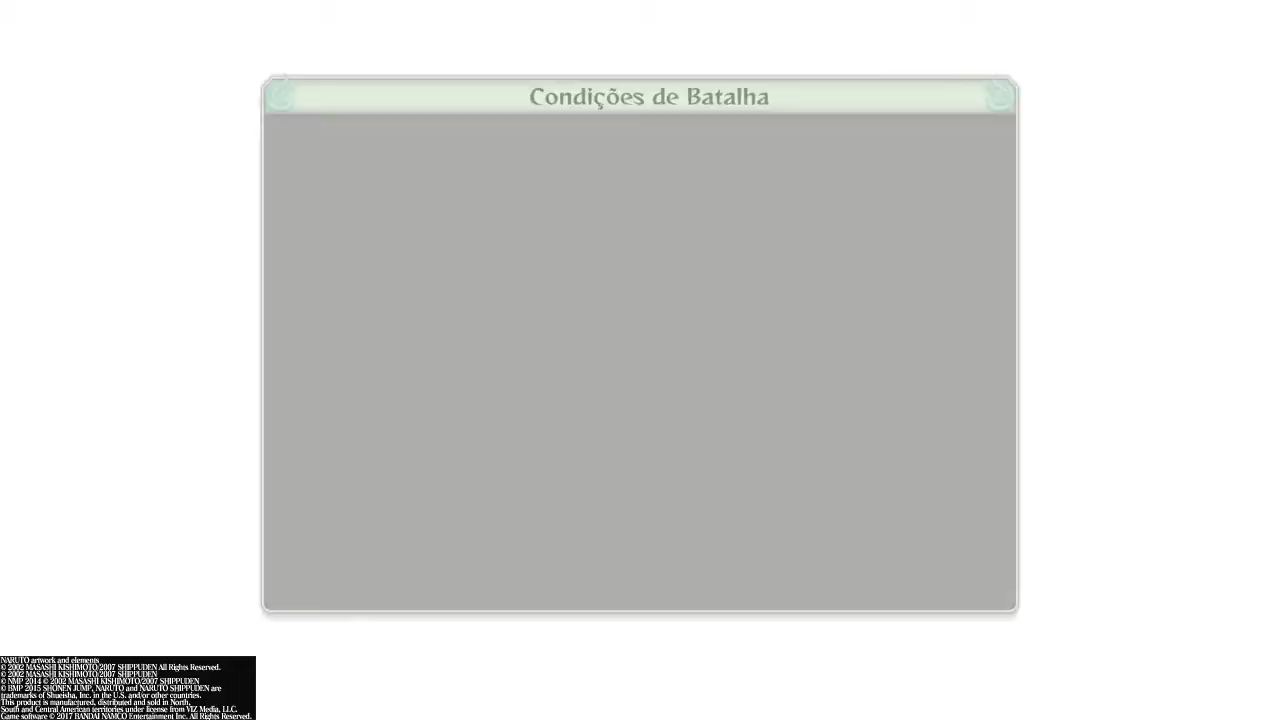 Condições de Batalha
NARUTO artwork and elements
© 2002 MASASHI KISHIMOTO/2007 SHIPPUDEN All Rights Reserved.
© 2002 MASASHI KISHIMOTO/2007 SHIPPUDEN
© NMP 2014 © 2002 MASASHI KISHIMOTO/2007 SHIPPUDEN
© BMP 2015 SHONEN JUMP, NARUTO and NARUTO SHIPPUDEN are
trademarks of Shueisha, Inc. in the U.S. and/or other countries.
This product is manufactured, distributed and sold in North,
South and Central American territories under license from VIZ Media, LLC.
Game software © 2017 BANDAI NAMCO Entertainment Inc. All Rights Reserved.